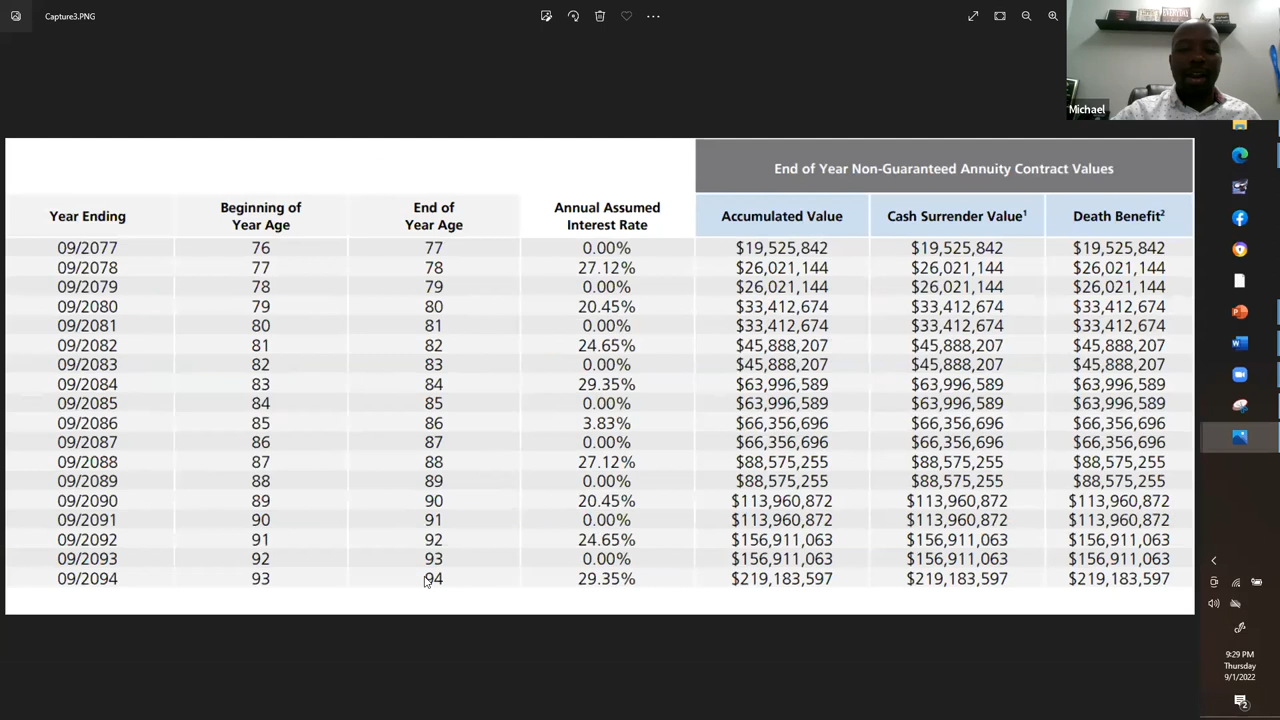 Capture3.PNG
Michael
End of Year Non-Guaranteed Annuity Contract Values
Year Ending Beginning of Year Age End of Year Age Annual Assumed Interest Rate Accumulated Value Cash Surrender Value¹ Death Benefit²
09/2077 76 77 0.00% $19,525,842 $19,525,842 $19,525,842
09/2078 77 78 27.12% $26,021,144 $26,021,144 $26,021,144
09/2079 78 79 0.00% $26,021,144 $26,021,144 $26,021,144
09/2080 79 80 20.45% $33,412,674 $33,412,674 $33,412,674
09/2081 80 81 0.00% $33,412,674 $33,412,674 $33,412,674
09/2082 81 82 24.65% $45,888,207 $45,888,207 $45,888,207
09/2083 82 83 0.00% $45,888,207 $45,888,207 $45,888,207
09/2084 83 84 29.35% $63,996,589 $63,996,589 $63,996,589
09/2085 84 85 0.00% $63,996,589 $63,996,589 $63,996,589
09/2086 85 86 3.83% $66,356,696 $66,356,696 $66,356,696
09/2087 86 87 0.00% $66,356,696 $66,356,696 $66,356,696
09/2088 87 88 27.12% $88,575,255 $88,575,255 $88,575,255
09/2089 88 89 0.00% $88,575,255 $88,575,255 $88,575,255
09/2090 89 90 20.45% $113,960,872 $113,960,872 $113,960,872
09/2091 90 91 0.00% $113,960,872 $113,960,872 $113,960,872
09/2092 91 92 24.65% $156,911,063 $156,911,063 $156,911,063
09/2093 92 93 0.00% $156,911,063 $156,911,063 $156,911,063
09/2094 93 94 29.35% $219,183,597 $219,183,597 $219,183,597
9:29 PM
Thursday
9/1/2022
2